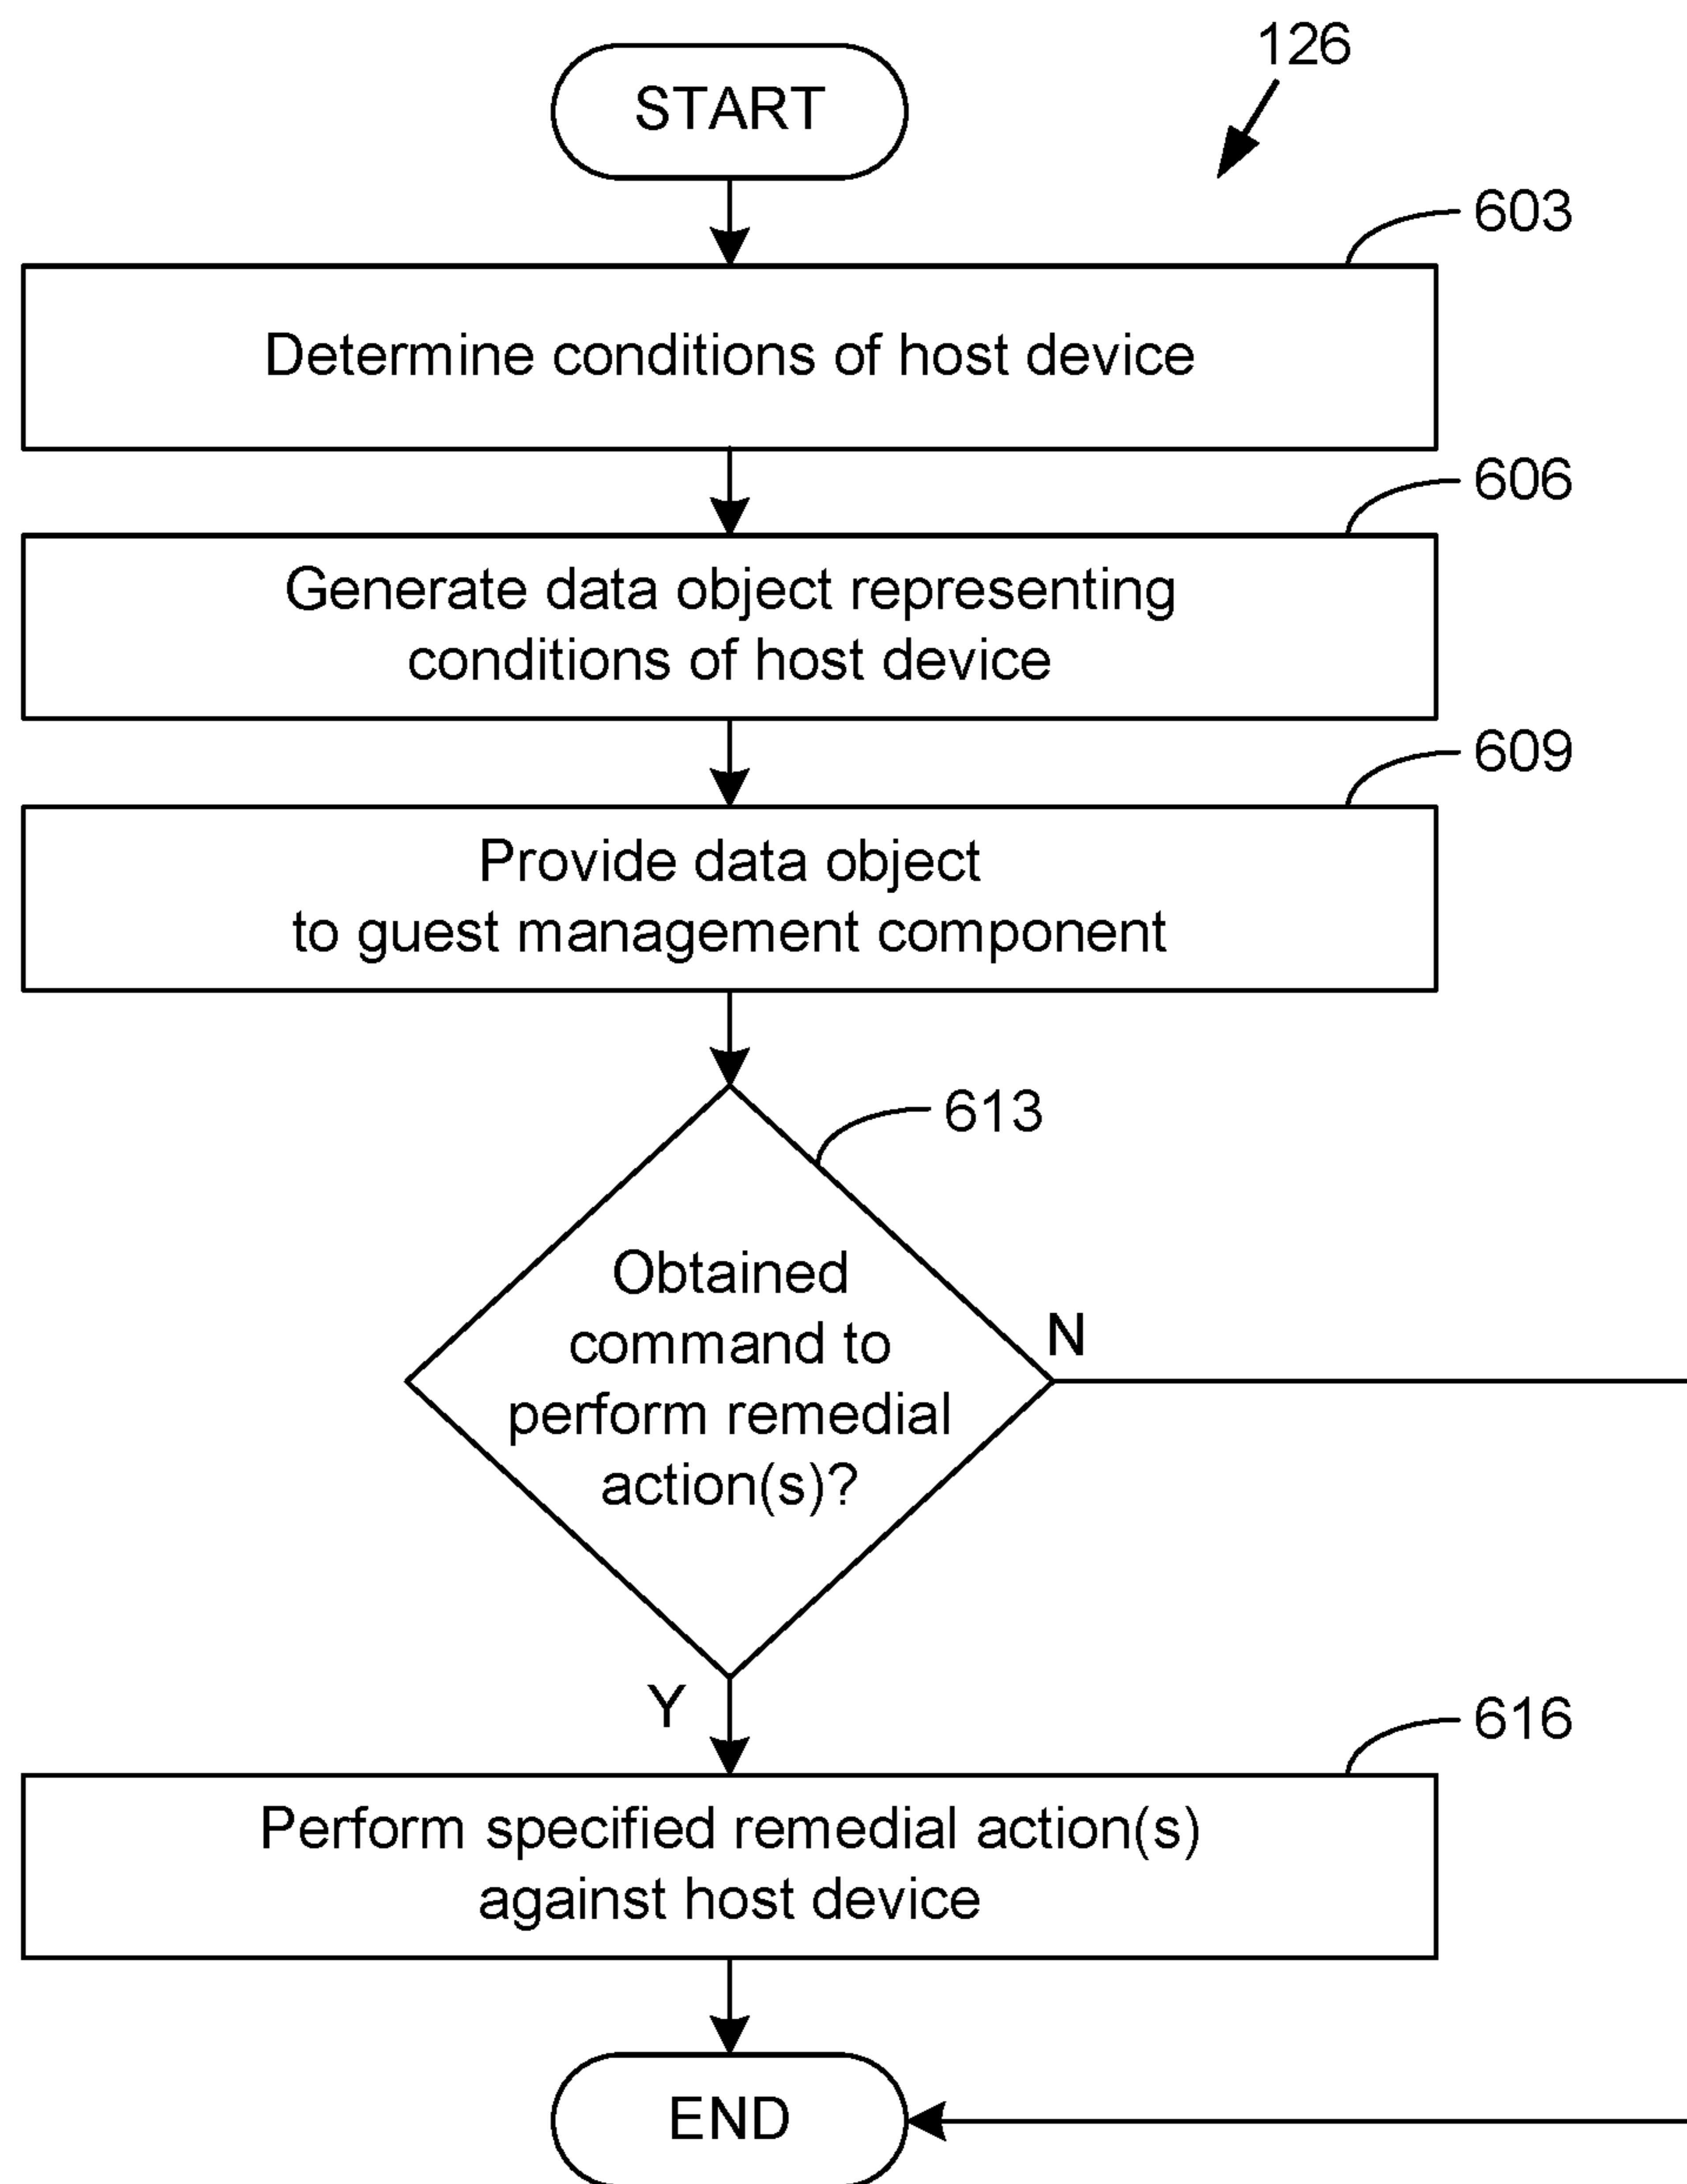 START
126
603
Determine conditions of host device
606
Generate data object representing
conditions of host device
609
Provide data object
to guest management component
613
Obtained
command to
perform remedial
action(s)?
N
Y
616
Perform specified remedial action(s)
against host device
END